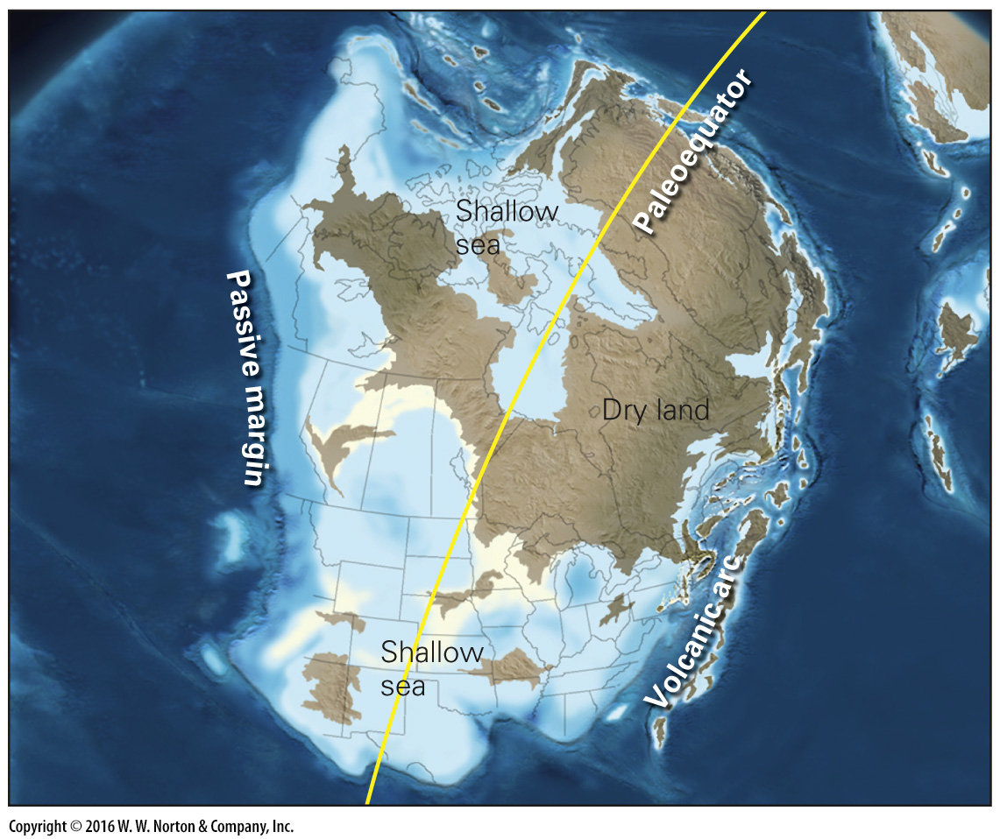 Paleoequator
Shallow
sea
Passive margin
Dry land
Volcanic arc
Shallow
sea
Copyright © 2016 W. W. Norton & Company, Inc.